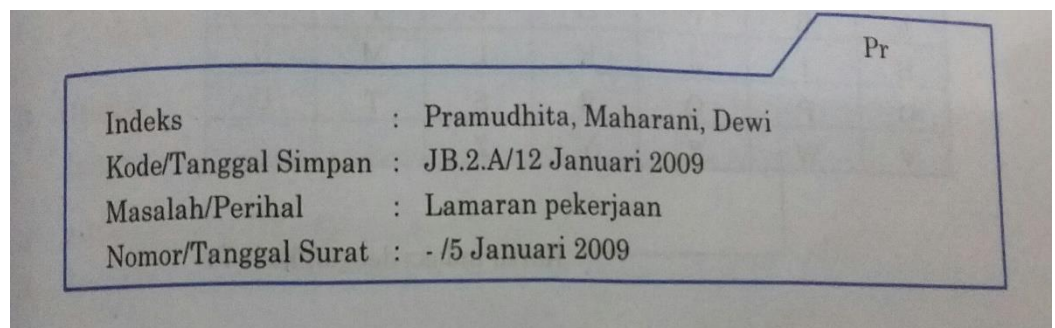 Pr
Indeks : Pramudhita, Maharani, Dewi
Kode/Tanggal Simpan : JB.2.A/12 Januari 2009
Masalah/Perihal : Lamaran pekerjaan
Nomor/Tanggal Surat : - /5 Januari 2009